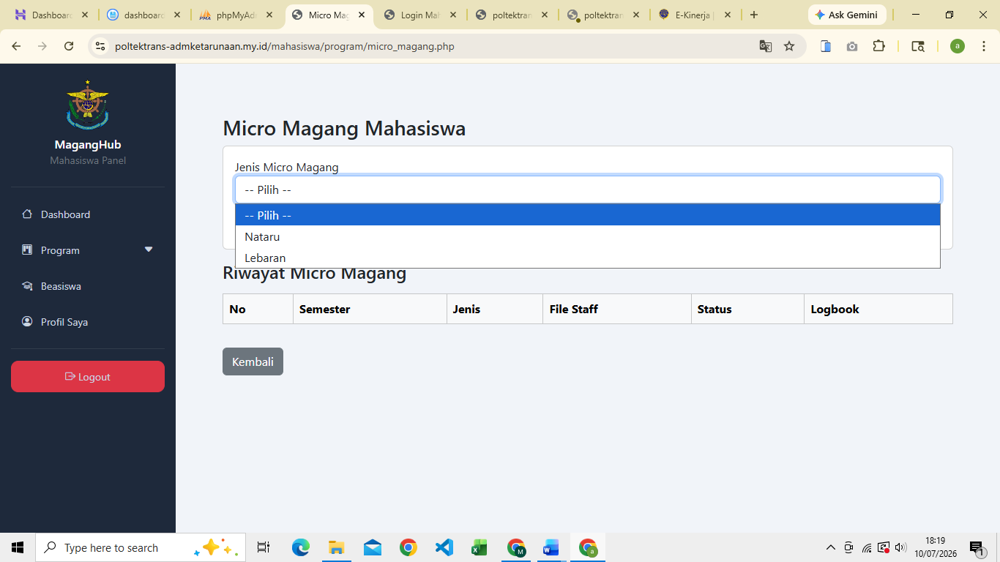 Dashboard
dashboard
phpMyAdr
Micro Mag
Login Mah
poltektran
poltektran
E-Kinerja |
Ask Gemini
poltektrans-admketarunaan.my.id/mahasiswa/program/micro_magang.php
a
MagangHub
Mahasiswa Panel
Dashboard
Program
Beasiswa
Profil Saya
Logout
Micro Magang Mahasiswa
Jenis Micro Magang
-- Pilih --
-- Pilih --
Nataru
Lebaran
Riwayat Micro Magang
No Semester Jenis File Staff Status Logbook
Kembali
Type here to search
18:19
10/07/2026
1